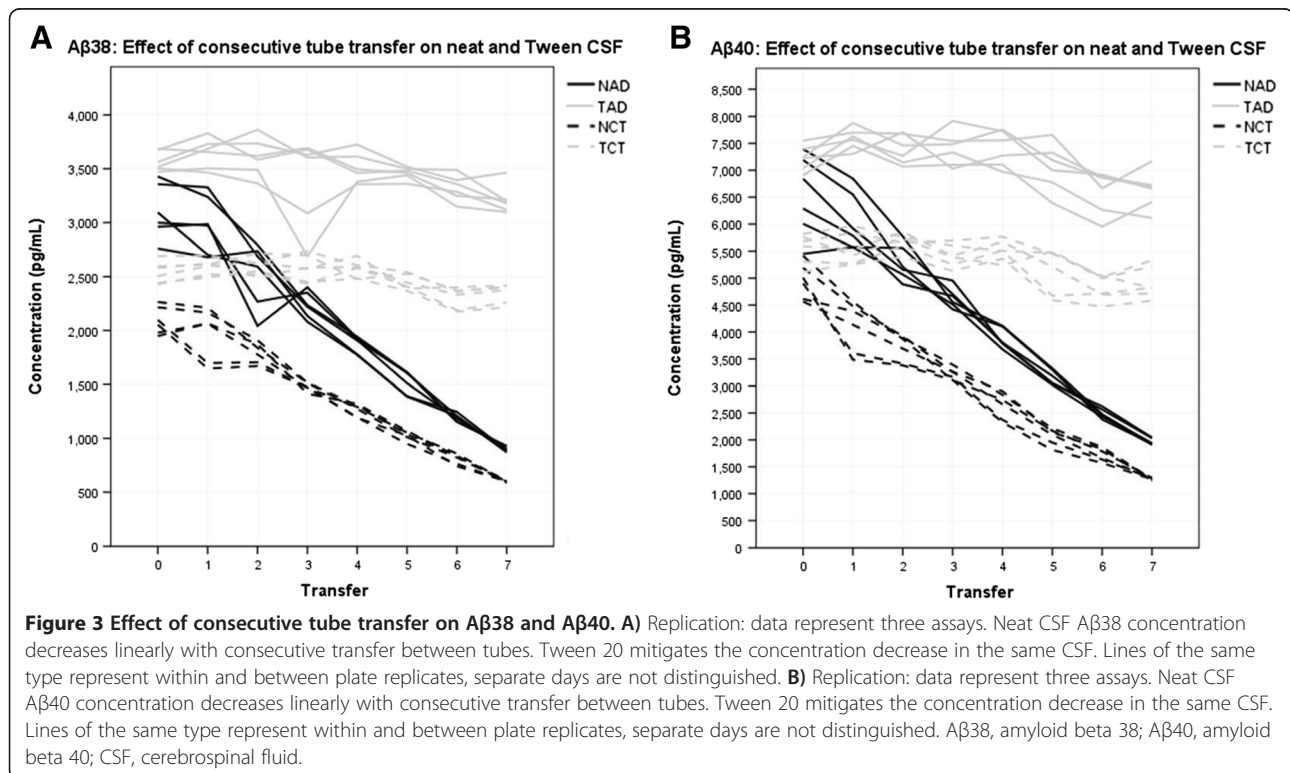 A Aβ38: Effect of consecutive tube transfer on neat and Tween CSF
4,000
3,500
3,000
2,500
2,000
1,500
1,000
500
0
Concentration (pg/mL)
0 1 2 3 4 5 6 7
Transfer
NAD
TAD
NCT
TCT
B Aβ40: Effect of consecutive tube transfer on neat and Tween CSF
8,500
8,000
7,500
7,000
6,500
6,000
5,500
5,000
4,500
4,000
3,500
3,000
2,500
2,000
1,500
1,000
500
0
Concentration (pg/mL)
0 1 2 3 4 5 6 7
Transfer
NAD
TAD
NCT
TCT
Figure 3 Effect of consecutive tube transfer on Aβ38 and Aβ40. A) Replication: data represent three assays. Neat CSF Aβ38 concentration
decreases linearly with consecutive transfer between tubes. Tween 20 mitigates the concentration decrease in the same CSF. Lines of the same
type represent within and between plate replicates, separate days are not distinguished. B) Replication: data represent three assays. Neat CSF
Aβ40 concentration decreases linearly with consecutive transfer between tubes. Tween 20 mitigates the concentration decrease in the same CSF.
Lines of the same type represent within and between plate replicates, separate days are not distinguished. Aβ38, amyloid beta 38; Aβ40, amyloid
beta 40; CSF, cerebrospinal fluid.